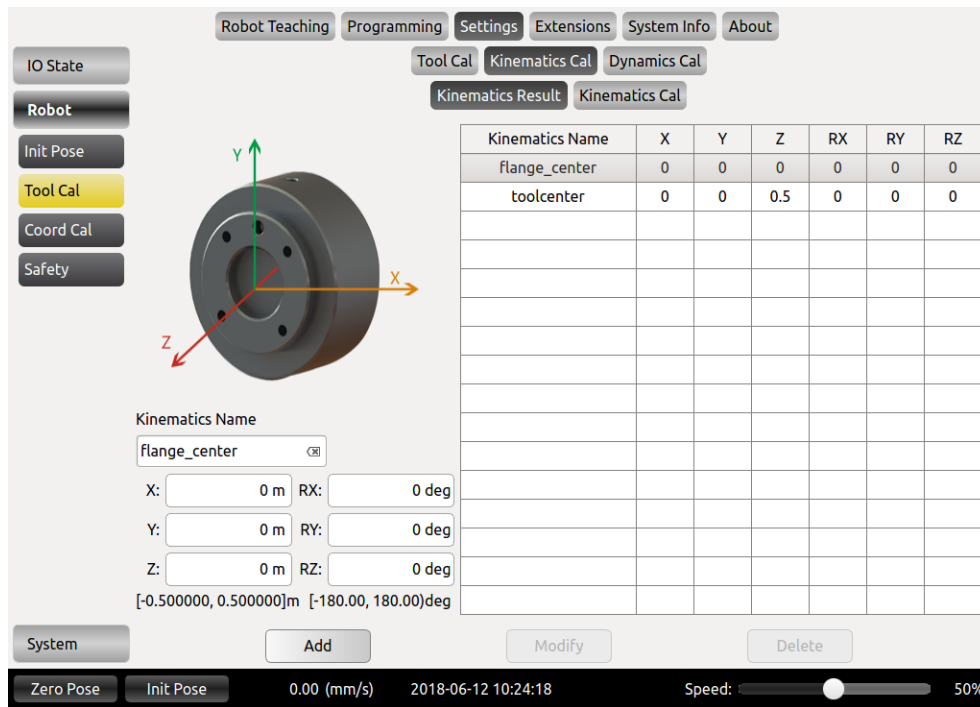 Robot Teaching Programming Settings Extensions System Info About
IO State
Robot
Init Pose
Tool Cal
Coord Cal
Safety
Tool Cal Kinematics Cal Dynamics Cal
Kinematics Result Kinematics Cal
Y
X
Z
Kinematics Name X Y Z RX RY RZ
flange_center 0 0 0 0 0 0
toolcenter 0 0 0.5 0 0 0
Kinematics Name
flange_center
X: 0 m RX: 0 deg
Y: 0 m RY: 0 deg
Z: 0 m RZ: 0 deg
[-0.500000, 0.500000]m [-180.00, 180.00)deg
System
Add Modify Delete
Zero Pose Init Pose 0.00 (mm/s) 2018-06-12 10:24:18 Speed: 50%